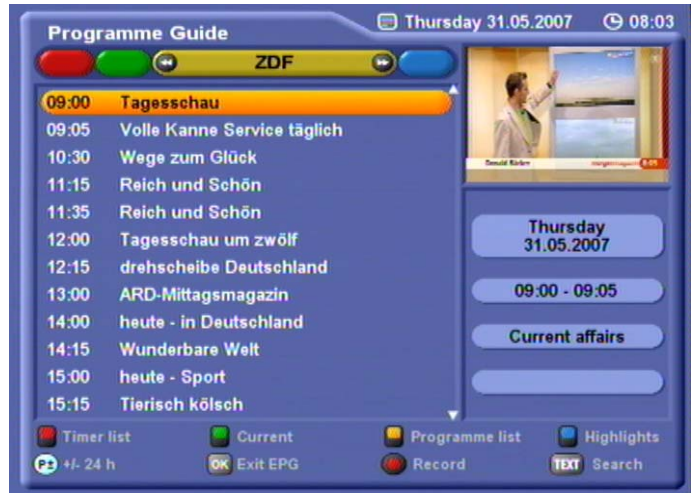 Programme Guide
Thursday 31.05.2007 08:03
ZDF
09:00 Tagesschau
09:05 Volle Kanne Service täglich
10:30 Wege zum Glück
11:15 Reich und Schön
11:35 Reich und Schön
12:00 Tagesschau um zwölf
12:15 drehscheibe Deutschland
13:00 ARD-Mittagsmagazin
14:00 heute - in Deutschland
14:15 Wunderbare Welt
15:00 heute - Sport
15:15 Tierisch kölsch
morgenmagazin 8:05
Thursday
31.05.2007
09:00 - 09:05
Current affairs
Timer list Current Programme list Highlights
P± +/- 24 h OK Exit EPG Record TEXT Search